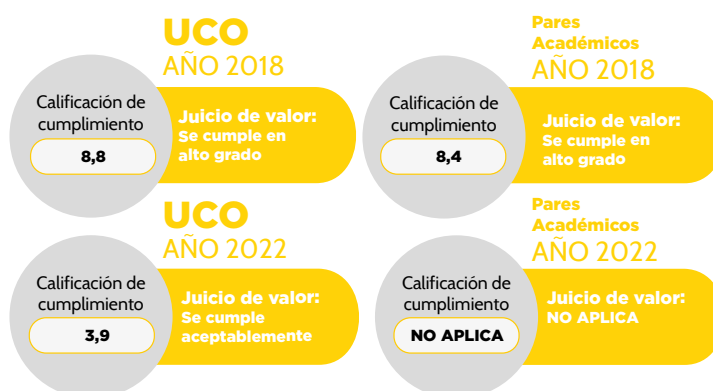 UCO
AÑO 2018
Calificación de
cumplimiento
8,8
Juicio de valor:
Se cumple en
alto grado
Pares
Académicos
AÑO 2018
Calificación de
cumplimiento
8,4
Juicio de valor:
Se cumple en
alto grado
UCO
AÑO 2022
Calificación de
cumplimiento
3,9
Juicio de valor:
Se cumple
aceptablemente
Pares
Académicos
AÑO 2022
Calificación de
cumplimiento
NO APLICA
Juicio de valor:
NO APLICA